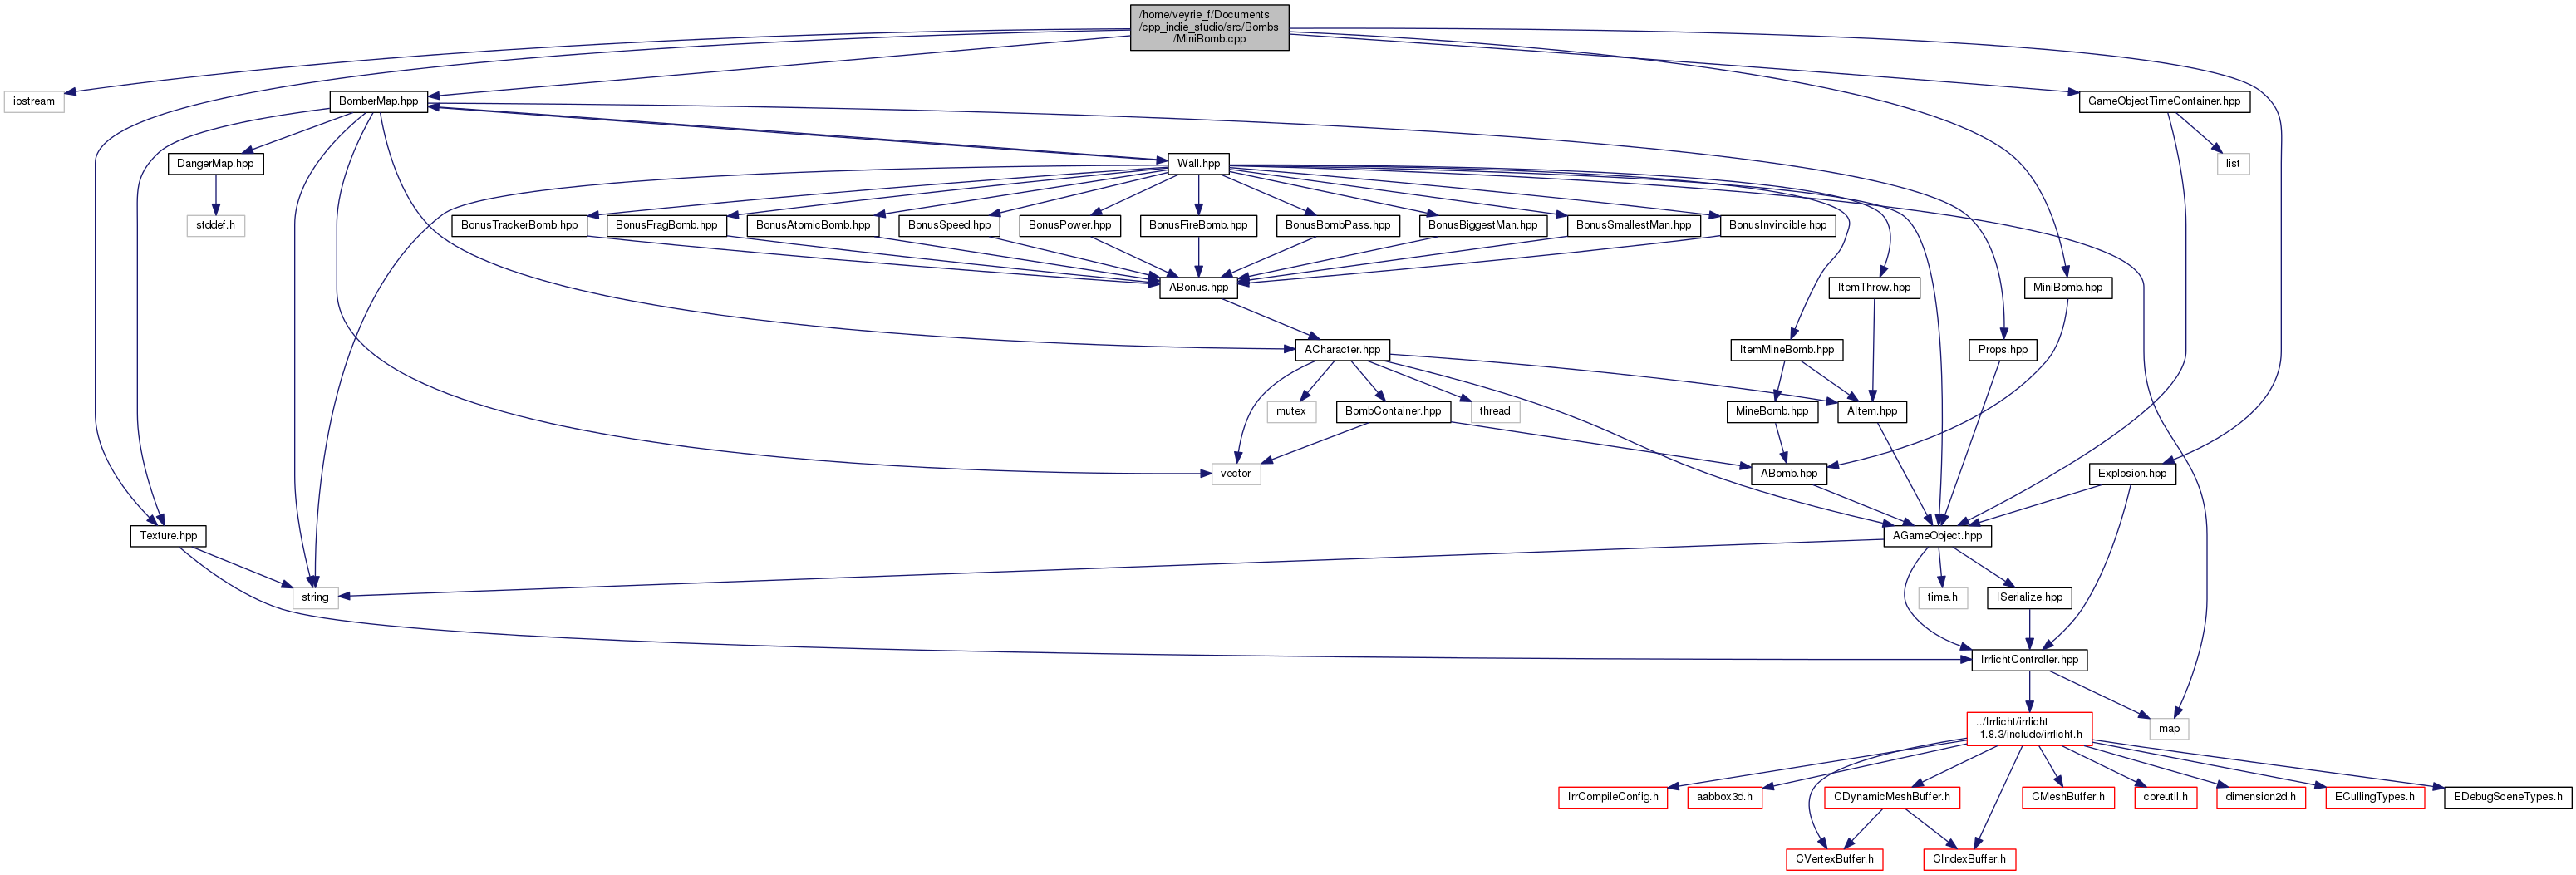 /home/veyrie_f/Documents
/cpp_indie_studio/src/Bombs
/MiniBomb.cpp
iostream
BomberMap.hpp
GameObjectTimeContainer.hpp
DangerMap.hpp
Wall.hpp
list
stddef.h
BonusTrackerBomb.hpp
BonusFragBomb.hpp
BonusAtomicBomb.hpp
BonusSpeed.hpp
BonusPower.hpp
BonusFireBomb.hpp
BonusBombPass.hpp
BonusBiggestMan.hpp
BonusSmallestMan.hpp
BonusInvincible.hpp
ABonus.hpp
ItemThrow.hpp
MiniBomb.hpp
ACharacter.hpp
ItemMineBomb.hpp
Props.hpp
mutex
BombContainer.hpp
thread
MineBomb.hpp
AItem.hpp
vector
ABomb.hpp
Explosion.hpp
Texture.hpp
AGameObject.hpp
string
time.h
ISerialize.hpp
IrrlichtController.hpp
../Irrlicht/irrlicht
-1.8.3/include/irrlicht.h
map
IrrCompileConfig.h
aabbox3d.h
CDynamicMeshBuffer.h
CMeshBuffer.h
coreutil.h
dimension2d.h
ECullingTypes.h
EDebugSceneTypes.h
CVertexBuffer.h
CIndexBuffer.h